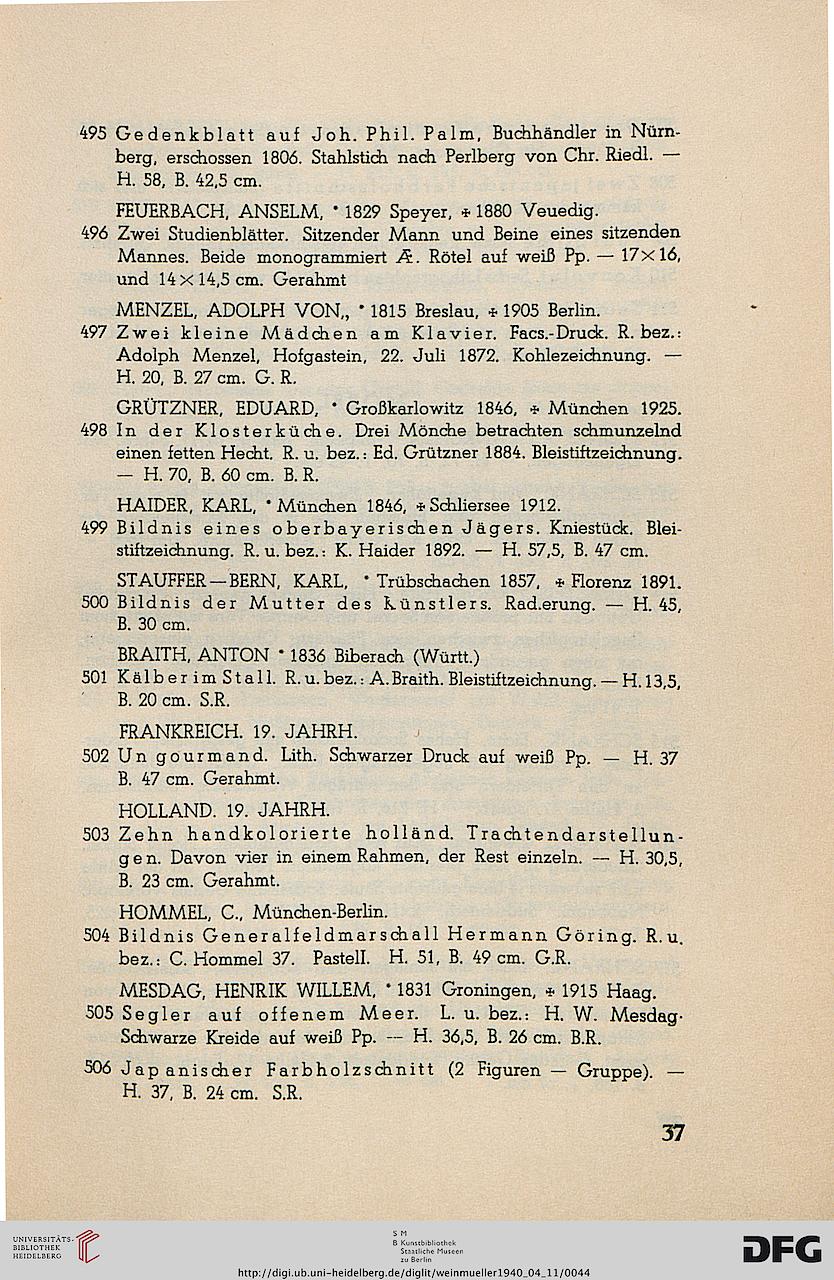 495 Gedenkblatt auf Joh. Phil. Palm, Buchhändler in Nürn-
berg, erschossen 1806. Stahlstich nach Perlberg von Chr. Riedl. —
H. 58, B. 42,5 cm.
FEUERBACH, ANSELM, * 1829 Speyer, + 1880 Veuedig.
496 Zwei Studienblätter. Sitzender Mann und Beine eines sitzenden
Mannes. Beide monogrammiert Æ. Rötel auf weiß Pp. — 17×16,
und 14×14,5 cm. Gerahmt
MENZEL, ADOLPH VON,, * 1815 Breslau, + 1905 Berlin.
497 Zwei kleine Mädchen am Klavier. Facs.-Druck. R. bez.:
Adolph Menzel, Hofgastein, 22. Juli 1872. Kohlezeichnung. —
H. 20, B. 27 cm. G. R.
GRÜTZNER, EDUARD, * Großkarlowitz 1846, + München 1925.
498 In der Klosterküche. Drei Mönche betrachten schmunzelnd
einen fetten Hecht. R. u. bez.: Ed. Grützner 1884. Bleistiftzeichnung.
— H. 70, B. 60 cm. B. R.
HAIDER, KARL, * München 1846, + Schliersee 1912.
499 Bildnis eines oberbayerischen Jägers. Kniestück. Blei-
stiftzeichnung. R. u. bez.: K. Haider 1892. — H. 57,5, B. 47 cm.
STAUFFER—BERN, KARL, * Trübschachen 1857, + Florenz 1891.
500 Bildnis der Mutter des Künstlers. Rad.erung. — H. 45,
B. 30 cm.
BRAITH, ANTON * 1836 Biberach (Württ.)
501 Kälber im Stall. R. u. bez.: A. Braith. Bleistiftzeichnung. — H. 13,5,
B. 20 cm. S.R.
FRANKREICH. 19. JAHRH.
502 Un gourmand. Lith. Schwarzer Druck auf weiß Pp. — H. 37
B. 47 cm. Gerahmt.
HOLLAND. 19. JAHRH.
503 Zehn handkolorierte holländ. Trachtendarstellun-
gen. Davon vier in einem Rahmen, der Rest einzeln. — H. 30,5,
B. 23 cm. Gerahmt.
HOMMEL, C., München-Berlin.
504 Bildnis Generalfeldmarschall Hermann Göring. R. u.
bez.: C. Hommel 37. Pastell. H. 51, B. 49 cm. G.R.
MESDAG, HENRIK WILLEM, * 1831 Groningen, + 1915 Haag.
505 Segler auf offenem Meer. L. u. bez.: H. W. Mesdag.
Schwarze Kreide auf weiß Pp. — H. 36,5, B. 26 cm. B.R.
506 Japanischer Farbholzschnitt (2 Figuren — Gruppe). —
H. 37, B. 24 cm. S.R.
37
UNIVERSITÄTS-
BIBLIOTHEK
HEIDELBERG
S M
B Kunstbibliothek
Staatliche Museen
zu Berlin
DFG
http://digi.ub.uni-heidelberg.de/diglit/weinmueller1940_04_11/0044